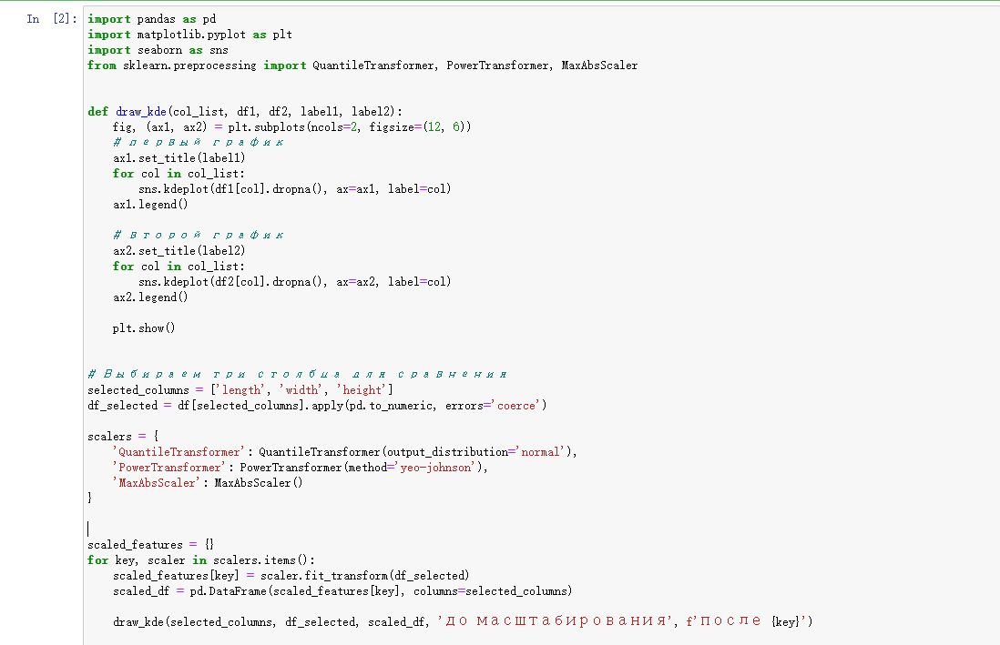 In [2]:
import pandas as pd
import matplotlib.pyplot as plt
import seaborn as sns
from sklearn.preprocessing import QuantileTransformer, PowerTransformer, MaxAbsScaler
def draw_kde(col_list, df1, df2, label1, label2):
fig, (ax1, ax2) = plt.subplots(ncols=2, figsize=(12, 6))
# первый график
ax1.set_title(label1)
for col in col_list:
sns.kdeplot(df1[col].dropna(), ax=ax1, label=col)
ax1.legend()
# второй график
ax2.set_title(label2)
for col in col_list:
sns.kdeplot(df2[col].dropna(), ax=ax2, label=col)
ax2.legend()
plt.show()
# Выбираем три столбца для сравнения
selected_columns = ['length', 'width', 'height']
df_selected = df[selected_columns].apply(pd.to_numeric, errors='coerce')
scalers = {
'QuantileTransformer': QuantileTransformer(output_distribution='normal'),
'PowerTransformer': PowerTransformer(method='yeo-johnson'),
'MaxAbsScaler': MaxAbsScaler()
}
scaled_features = {}
for key, scaler in scalers.items():
scaled_features[key] = scaler.fit_transform(df_selected)
scaled_df = pd.DataFrame(scaled_features[key], columns=selected_columns)
draw_kde(selected_columns, df_selected, scaled_df, 'до масштабирования', f'после {key}')